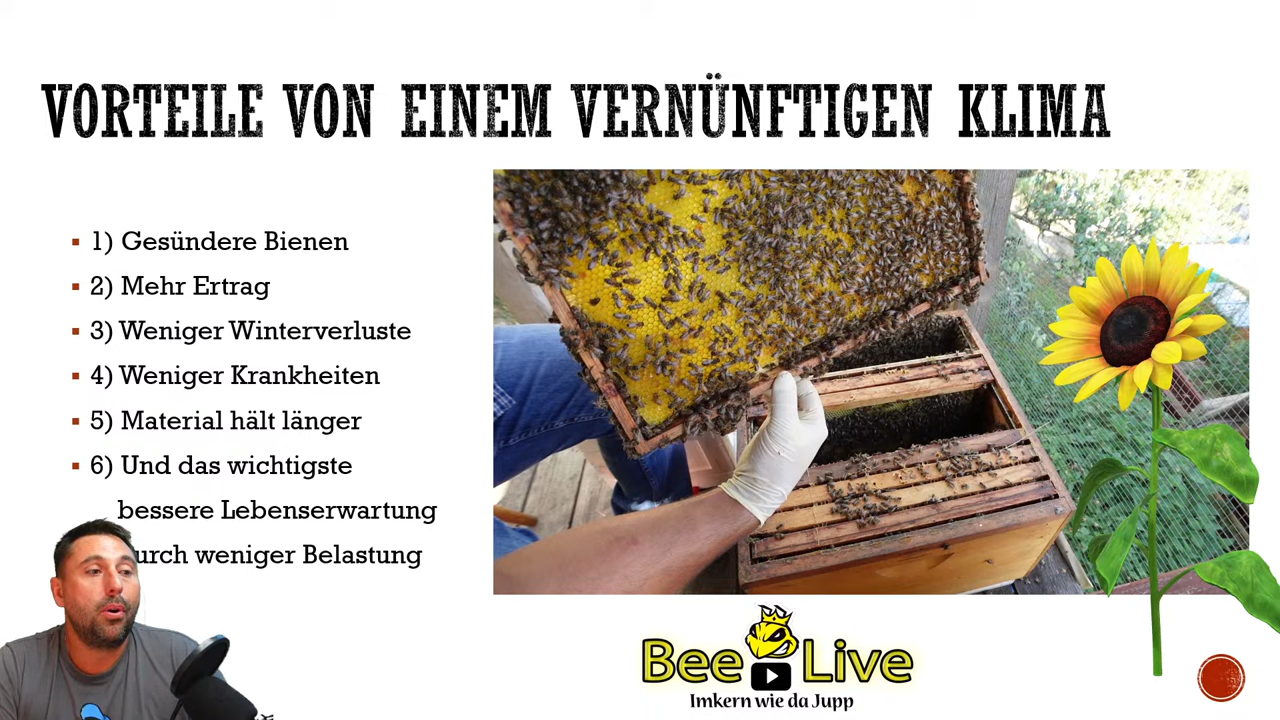 VORTEILE VON EINEM VERNÜNFTIGEN KLIMA
1) Gesündere Bienen
2) Mehr Ertrag
3) Weniger Winterverluste
4) Weniger Krankheiten
5) Material hält länger
6) Und das wichtigste
bessere Lebenserwartung
durch weniger Belastung
Bee Live
Imkern wie da Jupp